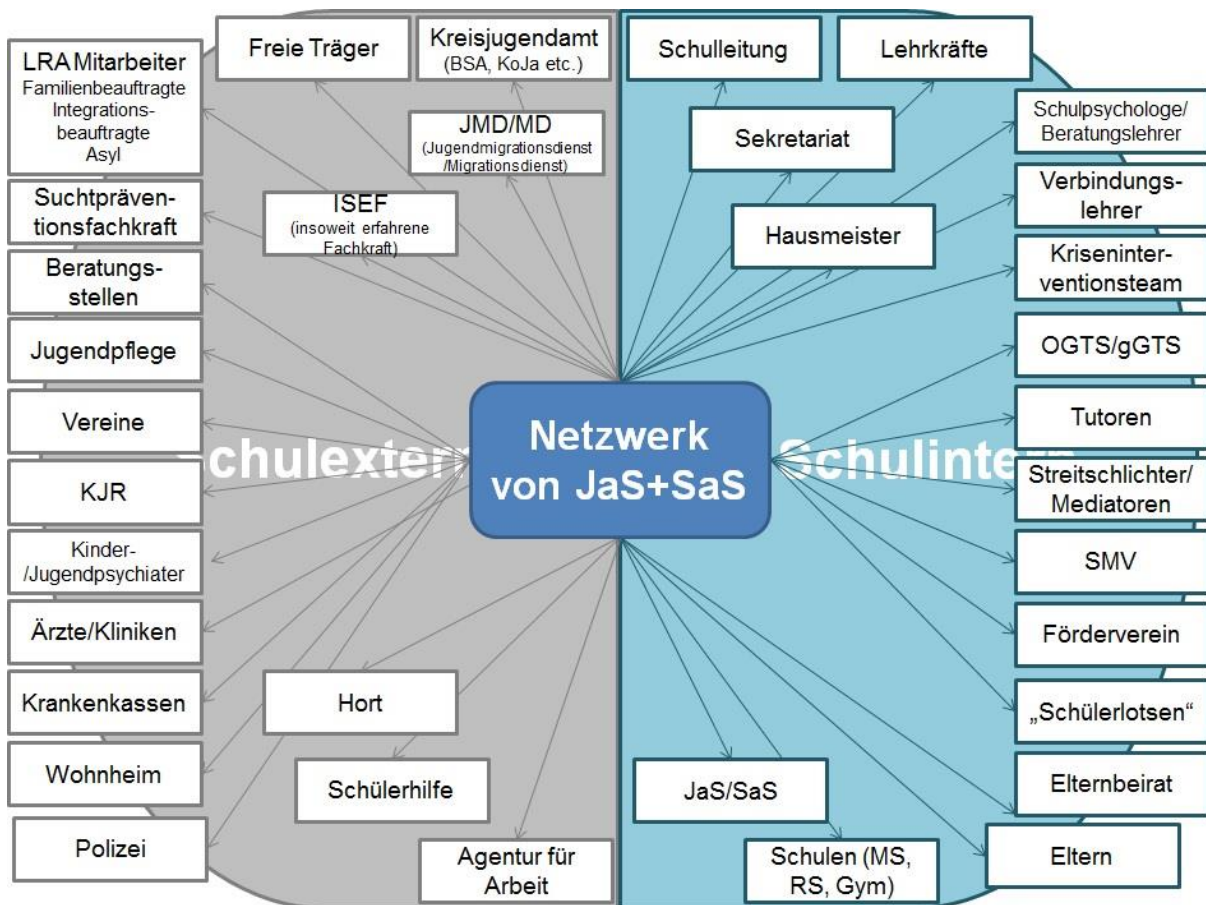 LRA Mitarbeiter
Familienbeauftragte
Integrations-
beauftragte
Asyl
Freie Träger
Kreisjugendamt
(BSA, KoJa etc.)
JMD/MD
(Jugendmigrationsdienst
/Migrationsdienst)
ISEF
(insoweit erfahrene
Fachkraft)
Suchtpräven-
tionsfachkraft
Beratungs-
stellen
Jugendpflege
Vereine
KJR
Kinder-
/Jugendpsychiater
Ärzte/Kliniken
Krankenkassen
Wohnheim
Polizei
Hort
Schülerhilfe
Agentur für
Arbeit
chulextern
Netzwerk
von JaS+SaS
Schulintern
Schulleitung
Lehrkräfte
Sekretariat
Hausmeister
Schulpsychologe/
Beratungslehrer
Verbindungs-
lehrer
Kriseninter-
ventionsteam
OGTS/gGTS
Tutoren
Streitschlichter/
Mediatoren
SMV
Förderverein
„Schülerlotsen“
Elternbeirat
Eltern
JaS/SaS
Schulen (MS,
RS, Gym)